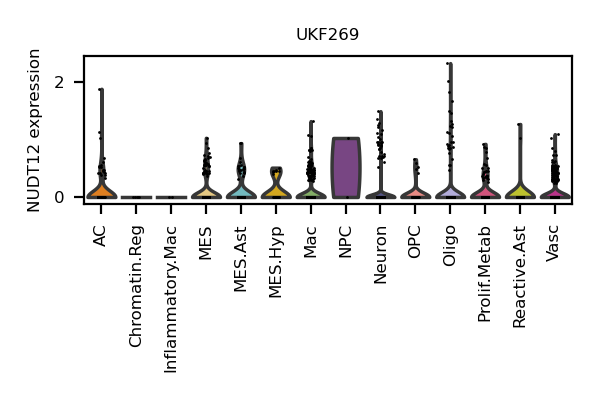 UKF269
NUDT12 expression
2
0
AC
Chromatin.Reg
Inflammatory.Mac
MES
MES.Ast
MES.Hyp
Mac
NPC
Neuron
OPC
Oligo
Prolif.Metab
Reactive.Ast
Vasc